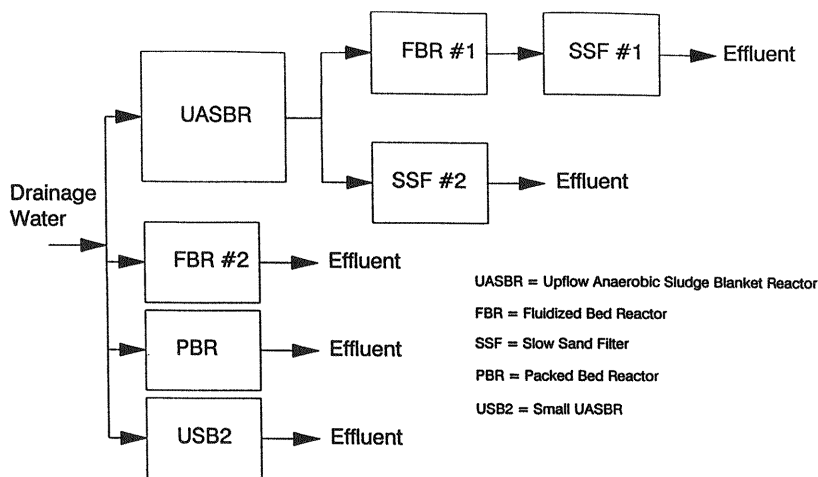 FBR #1
SSF #1
Effluent
UASBR
SSF #2
Effluent
Drainage
Water
FBR #2
Effluent
UASBR = Upflow Anaerobic Sludge Blanket Reactor
FBR = Fluidized Bed Reactor
SSF = Slow Sand Filter
PBR = Packed Bed Reactor
USB2 = Small UASBR
PBR
Effluent
USB2
Effluent